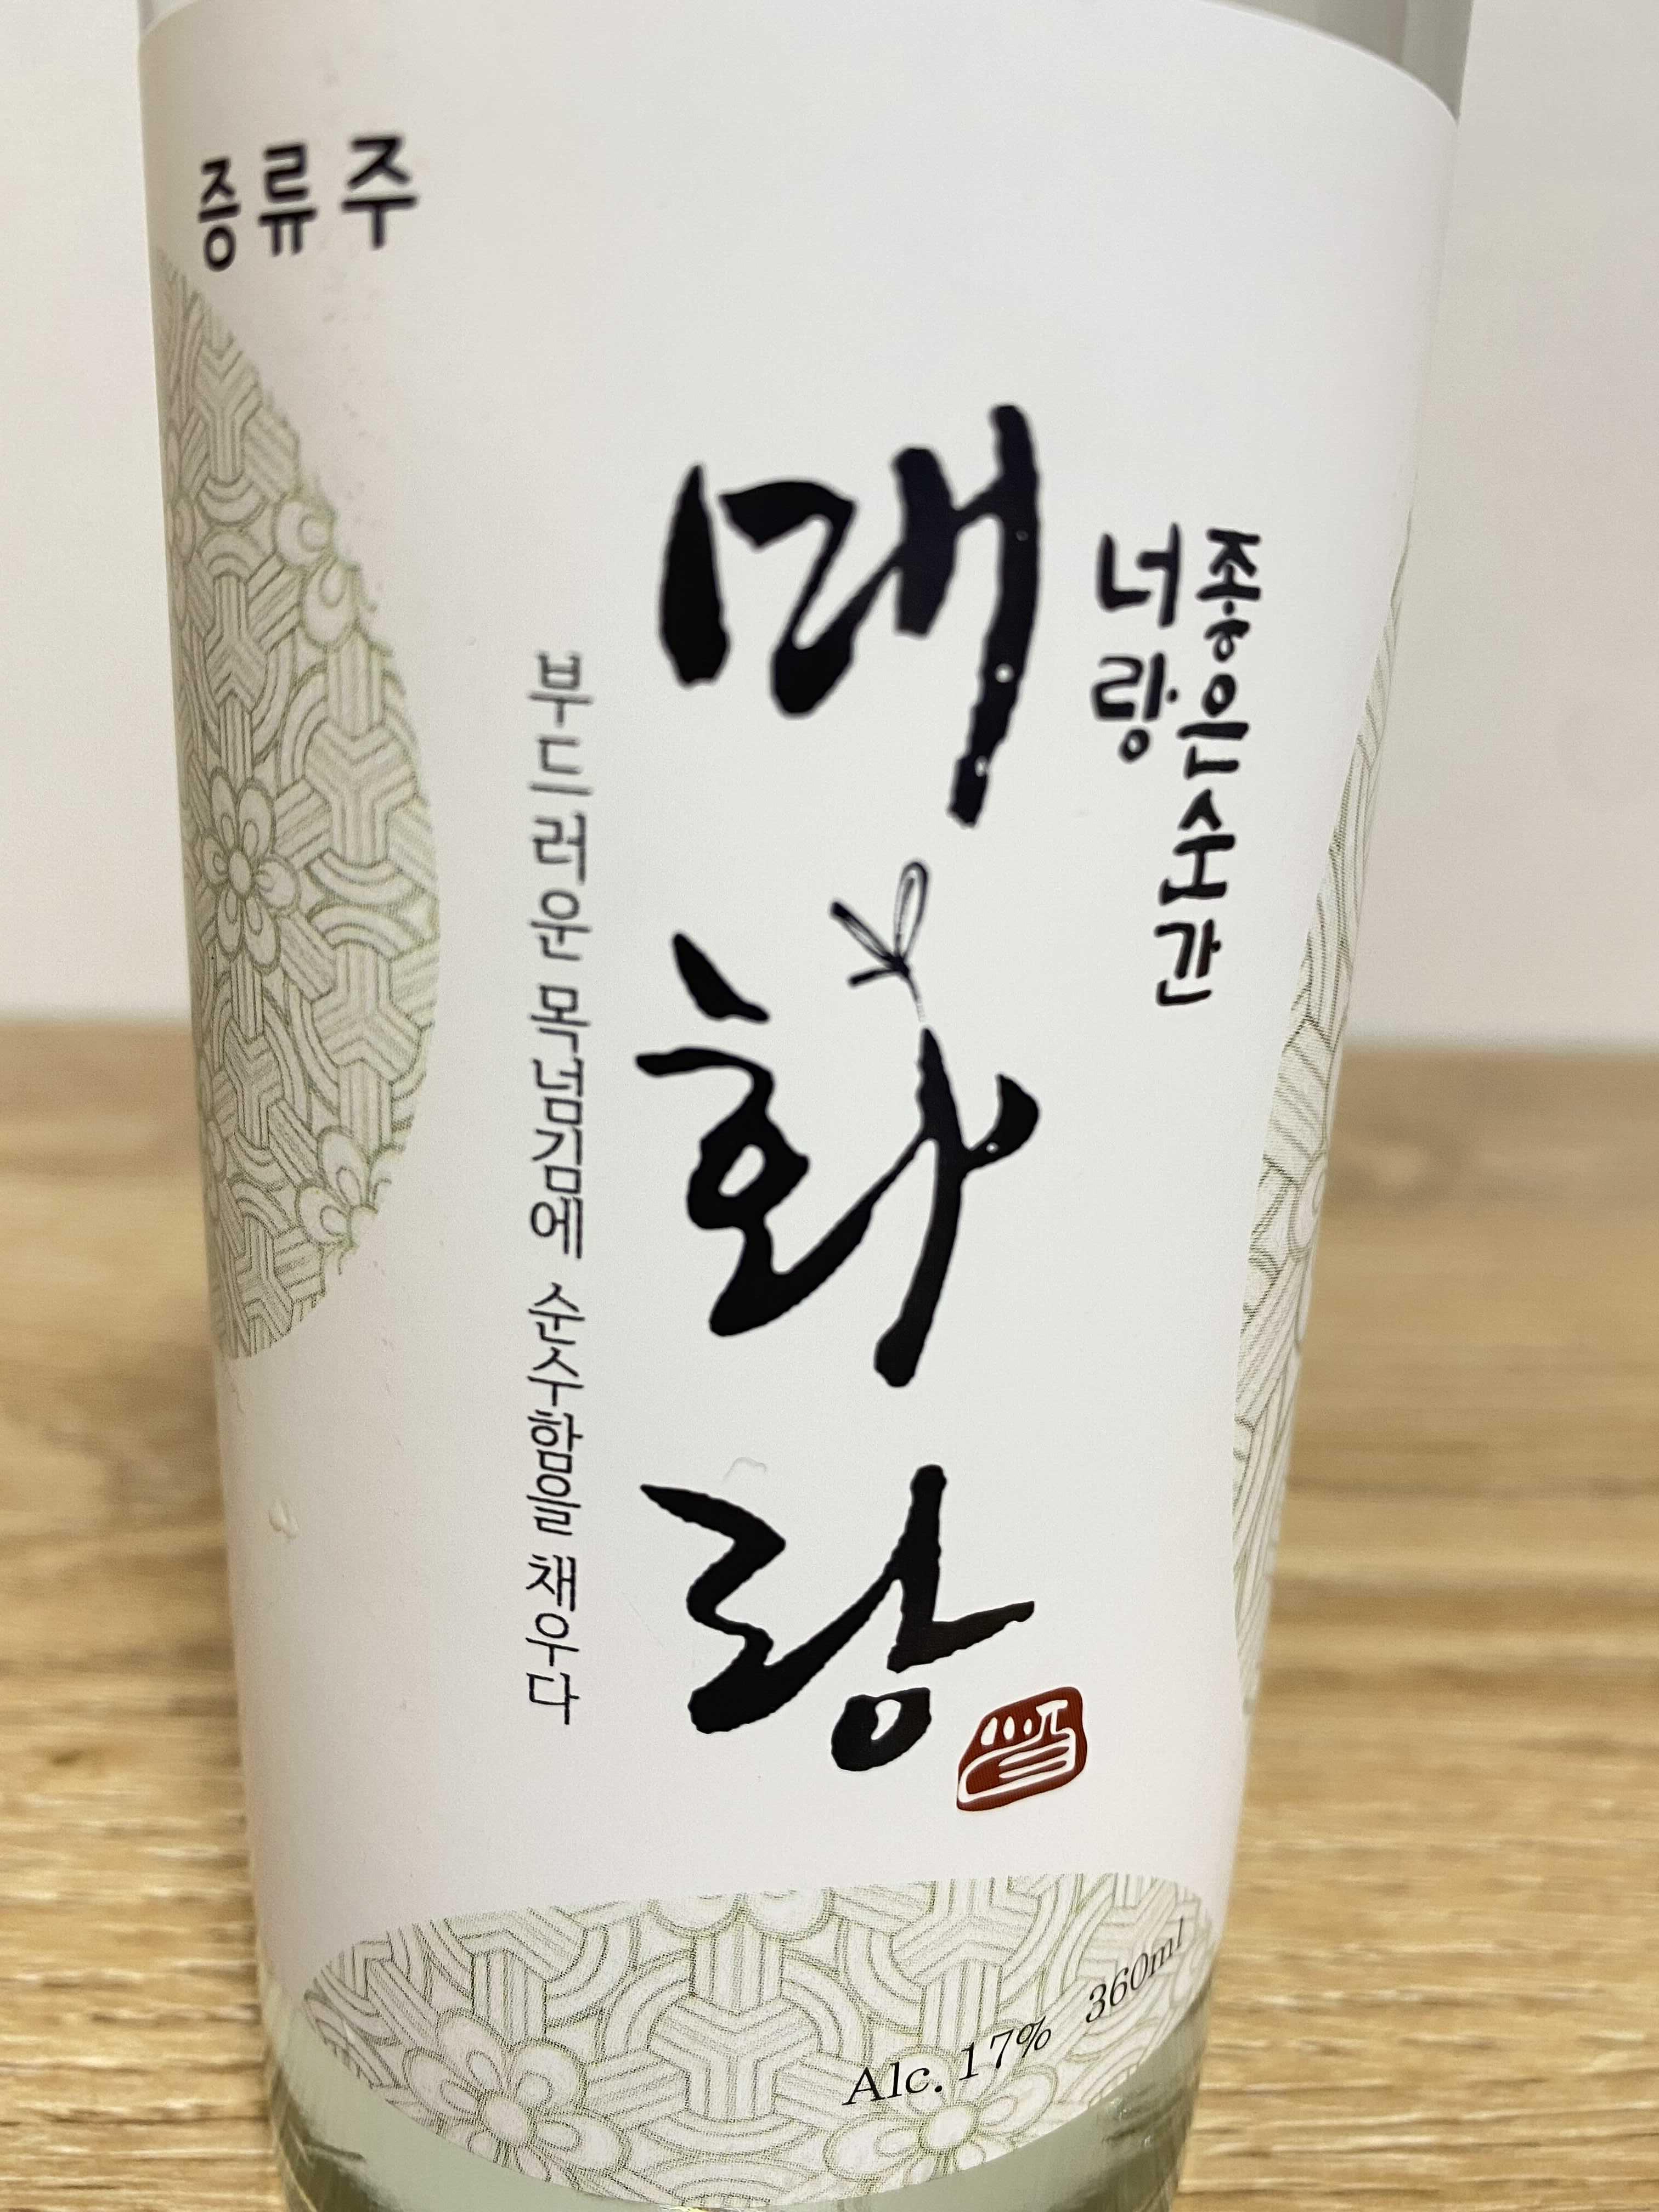 증류주
좋은순간
너랑
매화랑
부드러운 목넘김에 순수함을 채우다
Alc. 17% 360ml